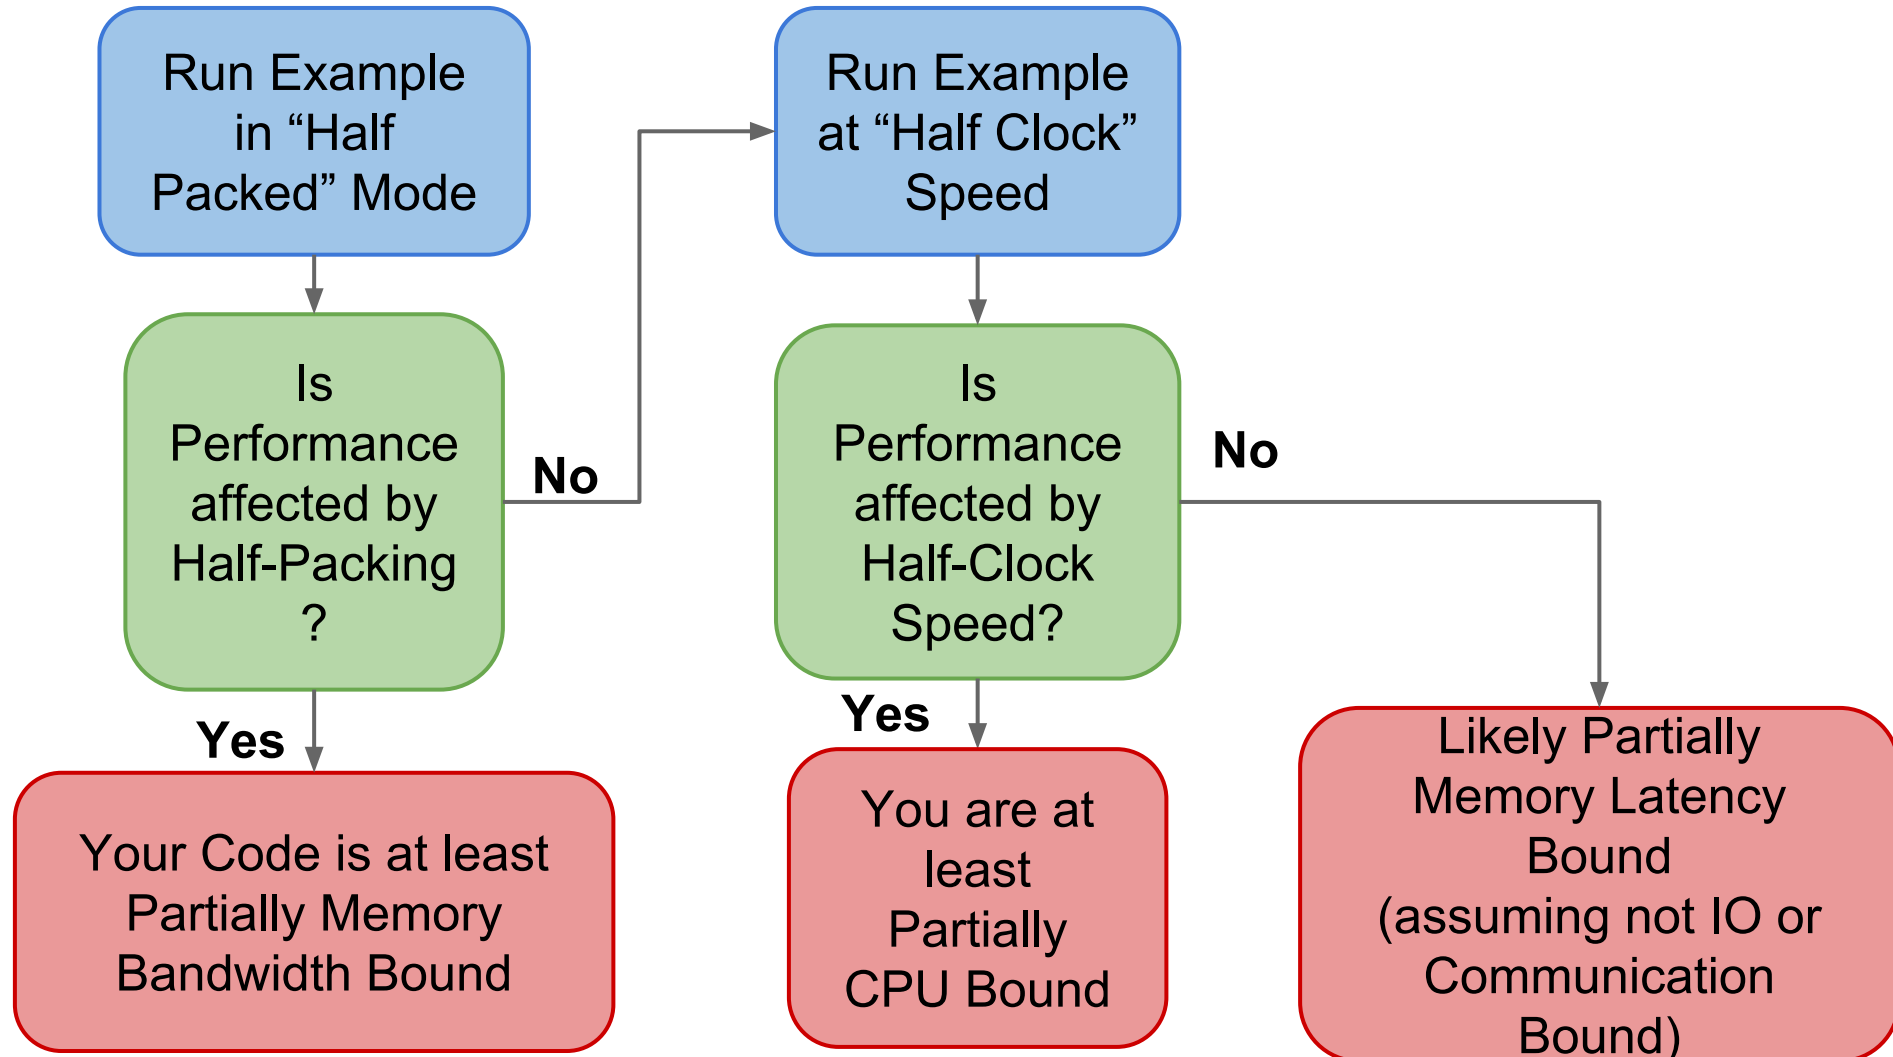 Run Example
in “Half
Packed” Mode
Is
Performance
affected by
Half-Packing
?
No
Yes
Your Code is at least
Partially Memory
Bandwidth Bound
Run Example
at “Half Clock”
Speed
Is
Performance
affected by
Half-Clock
Speed?
No
Yes
You are at
least
Partially
CPU Bound
Likely Partially
Memory Latency
Bound
(assuming not IO or
Communication
Bound)